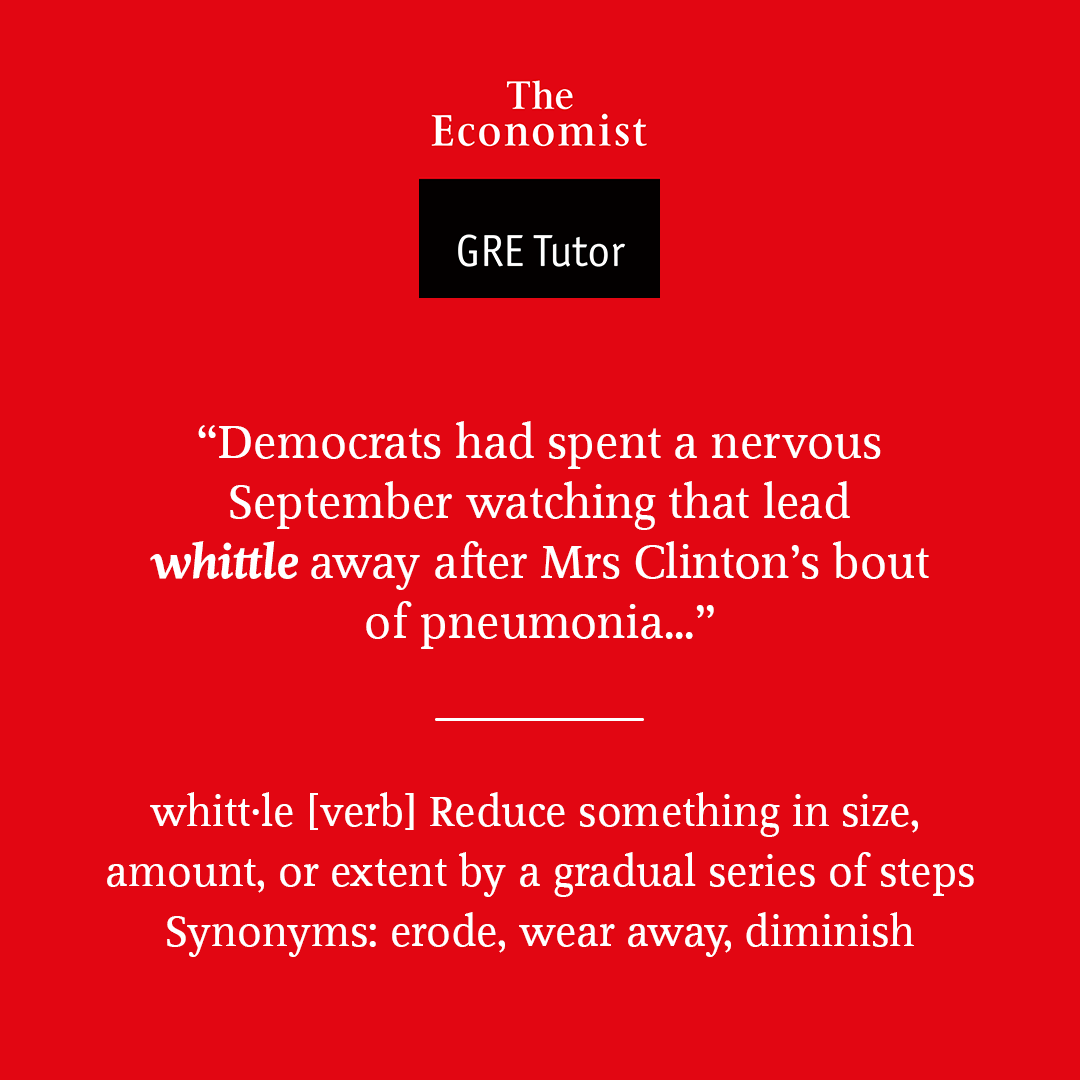 The
Economist
GRE Tutor
“Democrats had spent a nervous
September watching that lead
whittle away after Mrs Clinton’s bout
of pneumonia...”
whitt·le [verb] Reduce something in size,
amount, or extent by a gradual series of steps
Synonyms: erode, wear away, diminish